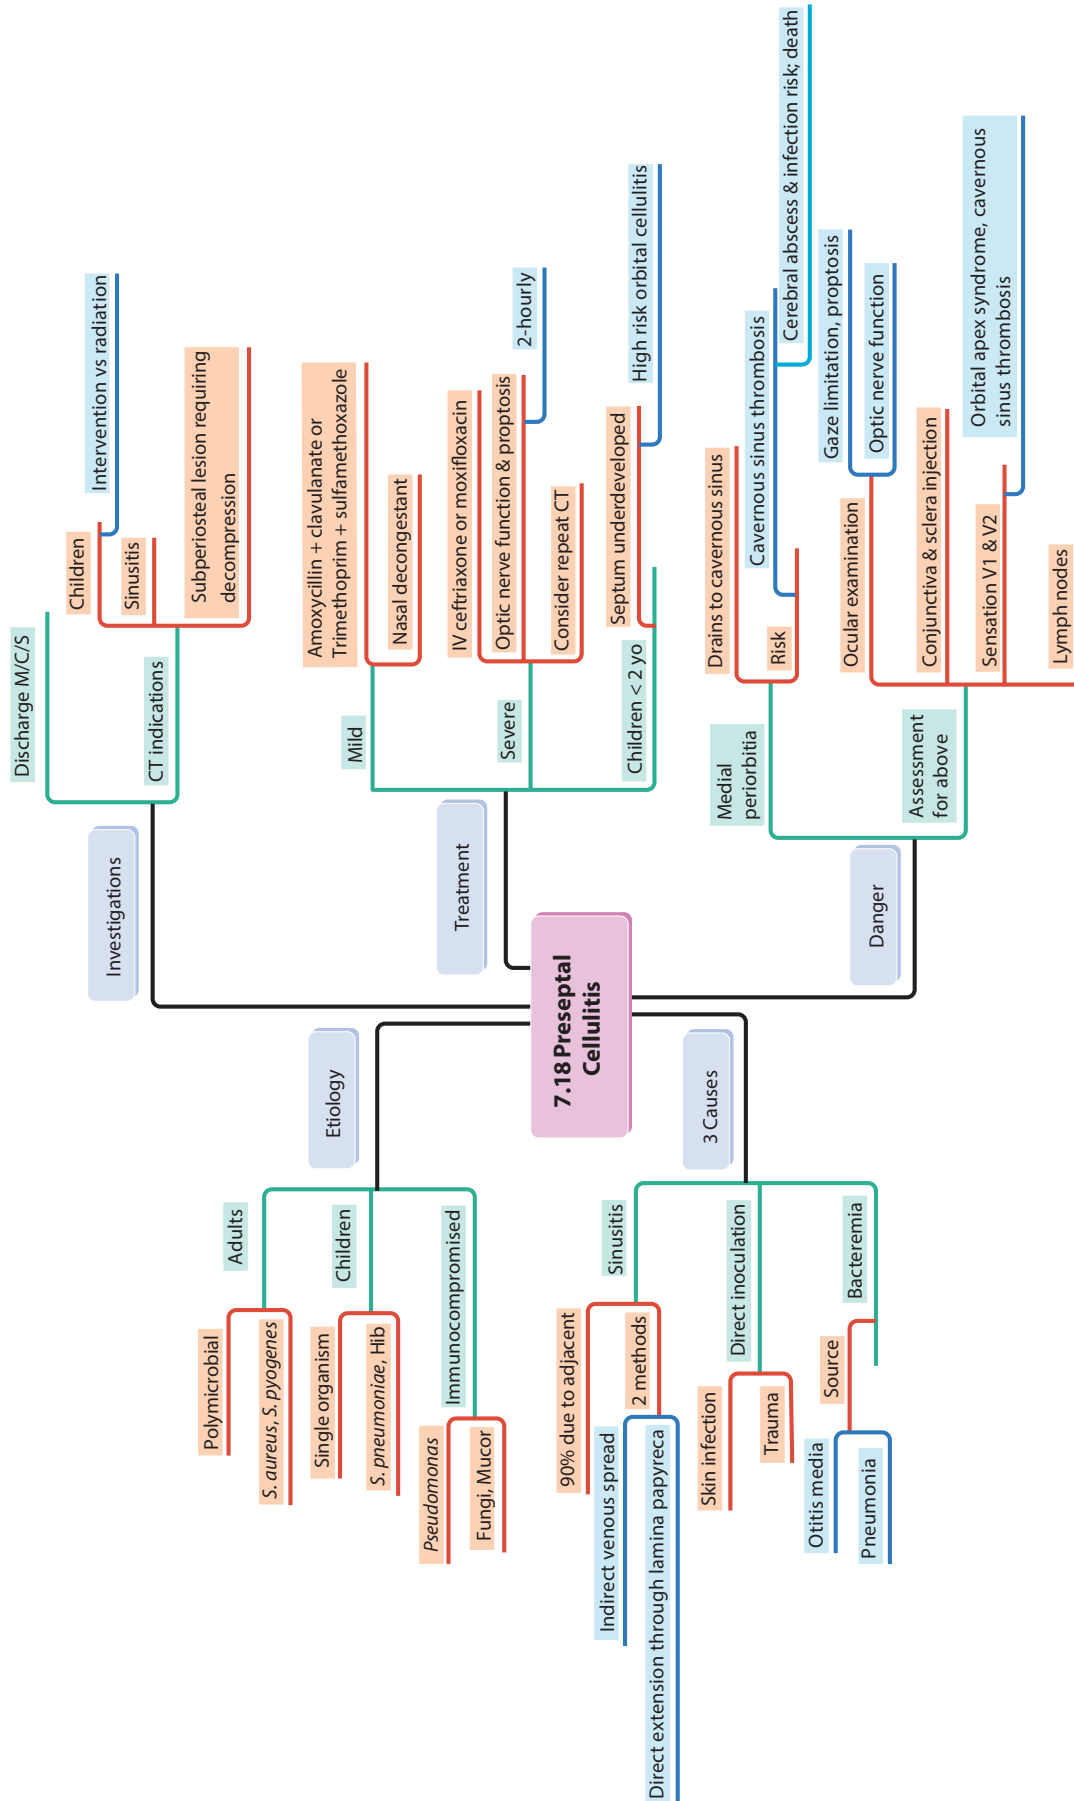 7.18 Preseptal
Cellulitis
Etiology
Adults
Polymicrobial
S. aureus, S. pyogenes
Children
Single organism
S. pneumoniae, Hib
Immunocompromised
Pseudomonas
Fungi, Mucor
3 Causes
Sinusitis
90% due to adjacent
2 methods
Indirect venous spread
Direct extension through lamina papyreca
Direct inoculation
Skin infection
Trauma
Bacteremia
Source
Otitis media
Pneumonia
Investigations
Discharge M/C/S
CT indications
Children
Intervention vs radiation
Sinusitis
Subperiosteal lesion requiring
decompression
Treatment
Mild
Amoxycillin + clavulanate or
Trimethoprim + sulfamethoxazole
Nasal decongestant
Severe
IV ceftriaxone or moxifloxacin
Optic nerve function & proptosis
2-hourly
Consider repeat CT
Children < 2 yo
Septum underdeveloped
High risk orbital cellulitis
Danger
Medial
periorbitia
Drains to cavernous sinus
Risk
Cavernous sinus thrombosis
Cerebral abscess & infection risk; death
Assessment
for above
Ocular examination
Gaze limitation, proptosis
Optic nerve function
Conjunctiva & sclera injection
Sensation V1 & V2
Orbital apex syndrome, cavernous
sinus thrombosis
Lymph nodes